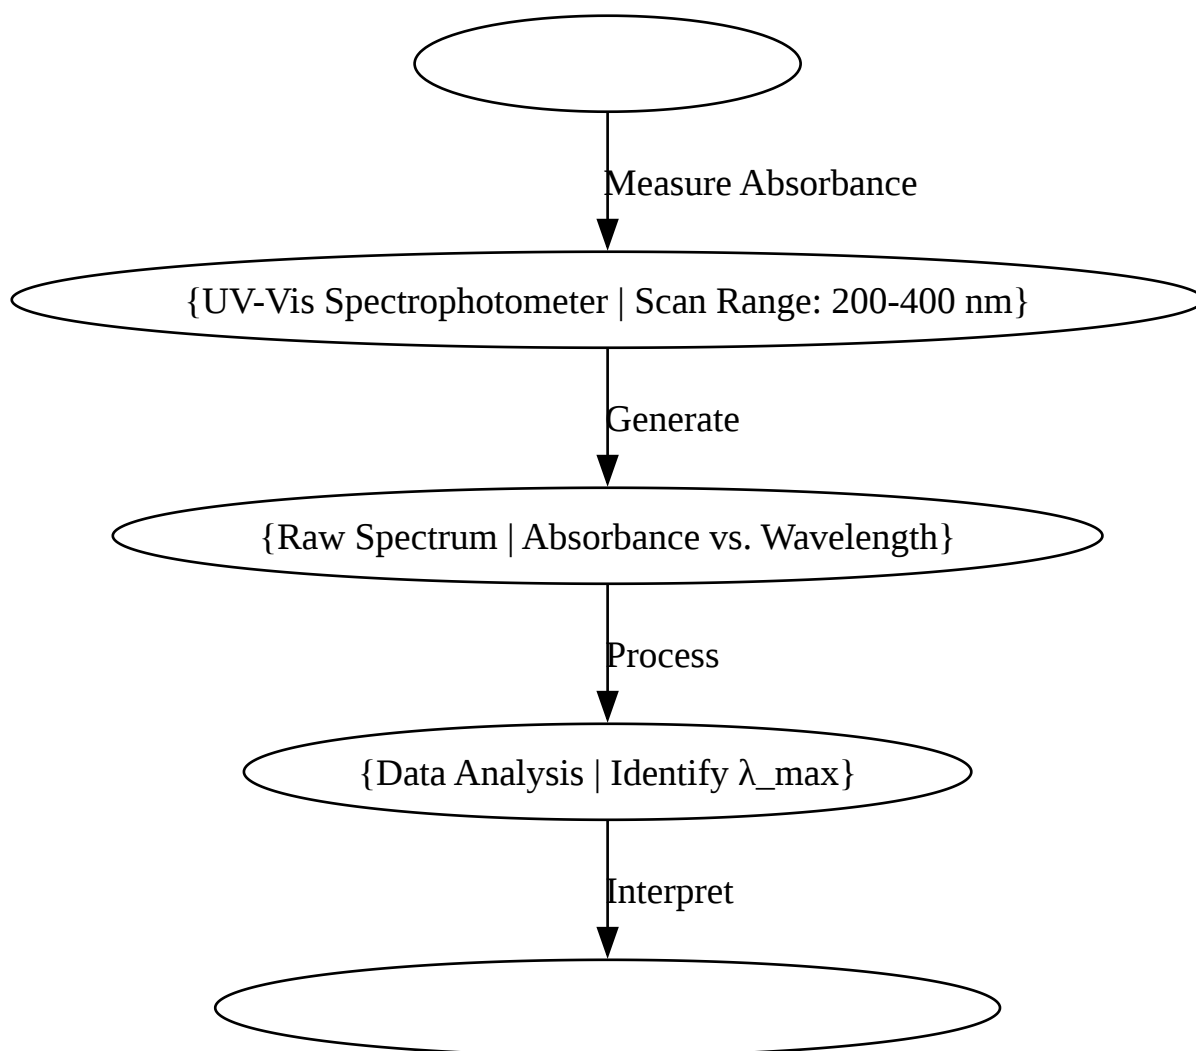 Measure Absorbance
{UV-Vis Spectrophotometer | Scan Range: 200-400 nm}
Generate
{Raw Spectrum | Absorbance vs. Wavelength}
Process
{Data Analysis | Identify λ_max}
Interpret